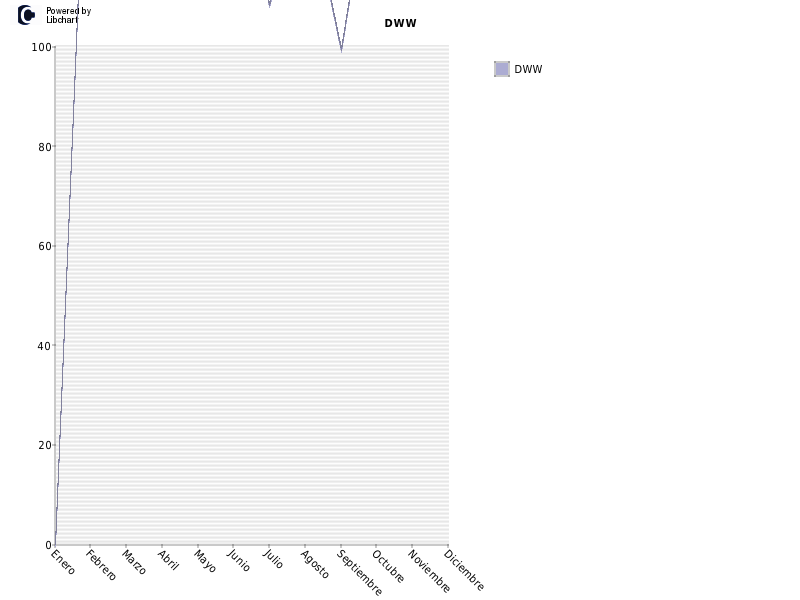 Powered by
Libchart
DWW
DWW
100
80
60
40
20
0
Enero
Febrero
Marzo
Abril
Mayo
Junio
Julio
Agosto
Septiembre
Octubre
Noviembre
Diciembre